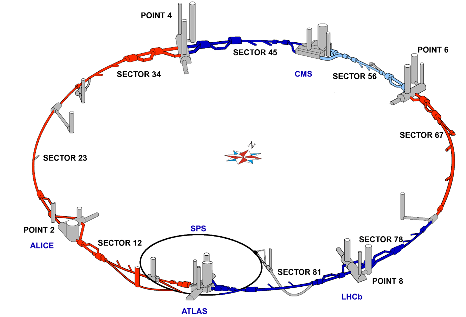 POINT 4
SECTOR 45
POINT 6
SECTOR 34
CMS
SECTOR 56
SECTOR 67
N
SECTOR 23
POINT 2
SPS
SECTOR 12
SECTOR 78
ALICE
SECTOR 81
POINT 8
LHCb
ATLAS